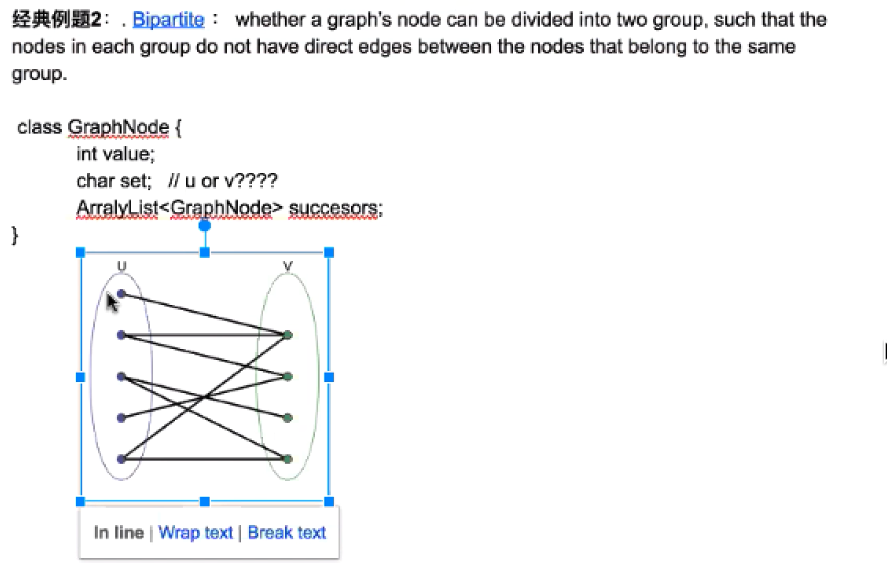 经典例题2: . Bipartite : whether a graph's node can be divided into two group, such that the
nodes in each group do not have direct edges between the nodes that belong to the same
group.
class GraphNode {
int value;
char set; // u or v????
ArralyList<GraphNode> succesors;
}
U V
In line | Wrap text | Break text